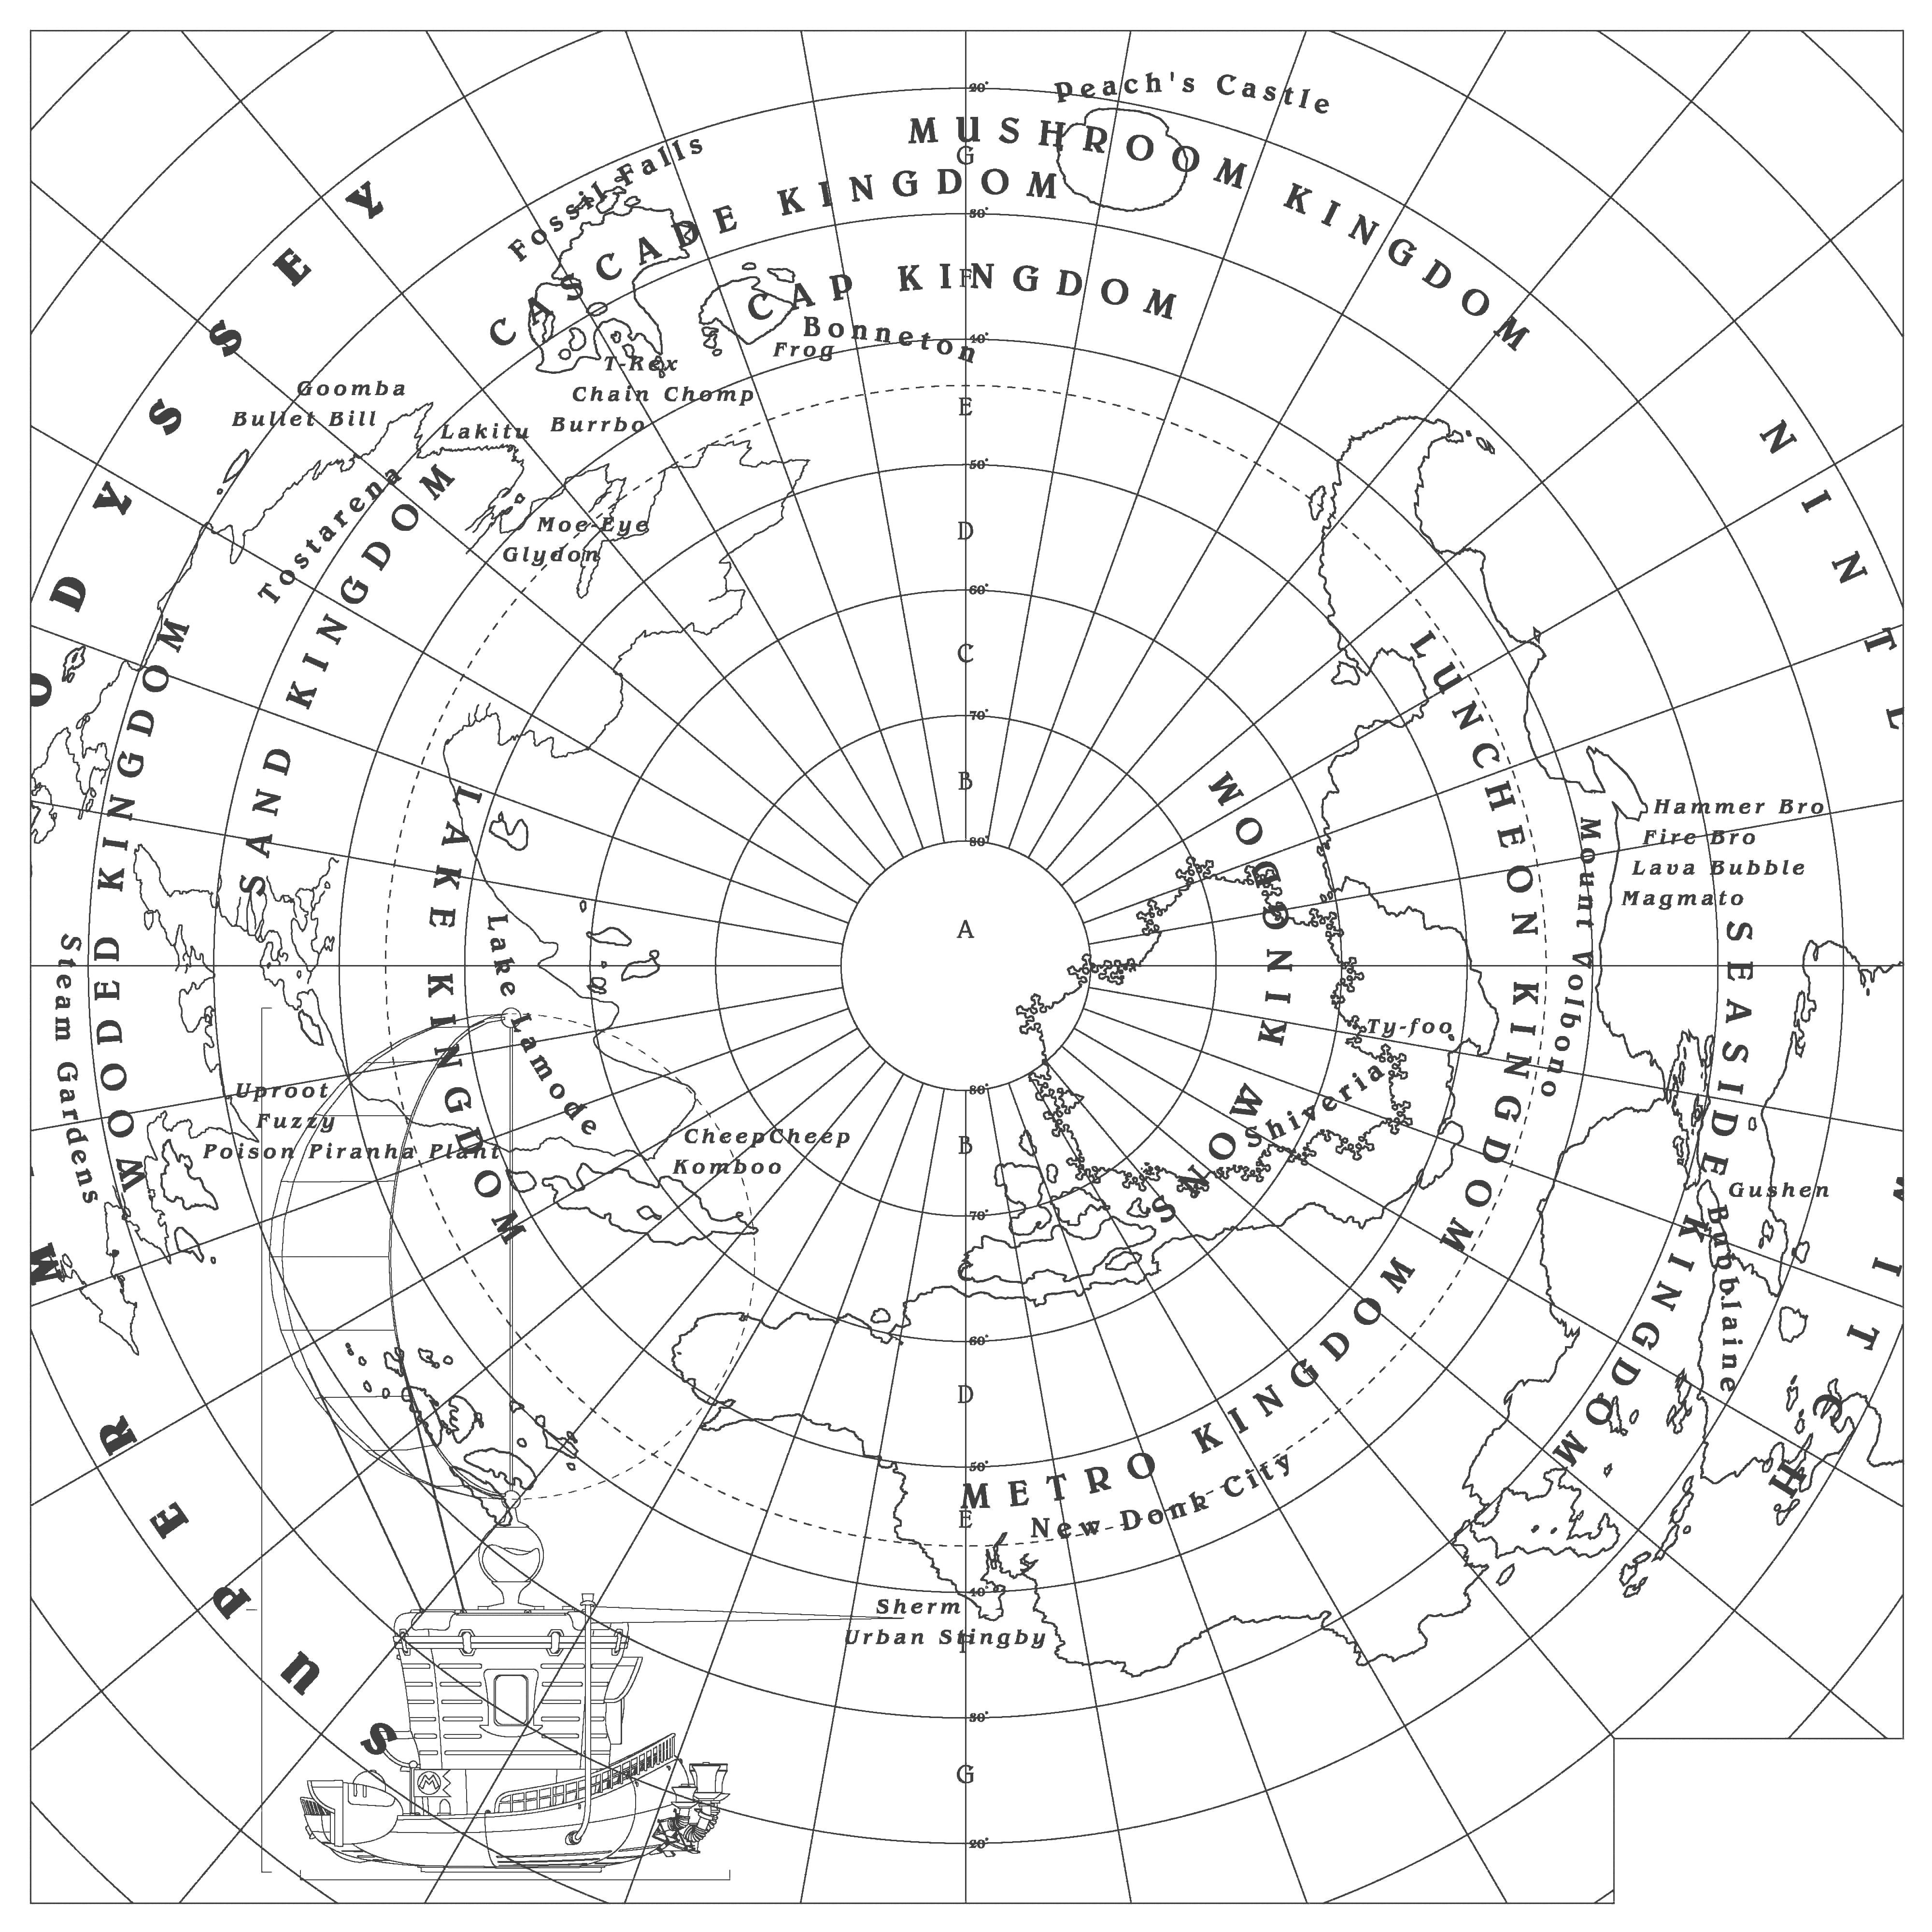 Peach's Castle
MUSHROOM KINGDOM
Fossil Falls
CASCADE KINGDOM
CAP KINGDOM
Bonneton
Frog
T-Rex
Chain Chomp
Burrbo
Goomba
Bullet Bill
Lakitu
Tostarena
SAND KINGDOM
Moe-Eye
Glydon
SUPER MARIO ODYSSEY
NINTENDO SWITCH
WOODED KINGDOM
Steam Gardens
Uproot
Fuzzy
Poison Piranha Plant
LAKE KINGDOM
Lake Lamode
CheepCheep
Komboo
LUNCHEON KINGDOM
Mount Volbono
Hammer Bro
Fire Bro
Lava Bubble
Magmato
SEASIDE KINGDOM
Bubblaine
Gushen
SNOW KINGDOM
Shiveria
Ty-foo
METRO KINGDOM
New Donk City
Sherm
Urban Stingby
20°
G
30°
F
40°
E
50°
D
60°
C
70°
B
80°
A
80°
B
70°
C
60°
D
50°
E
40°
F
30°
G
20°
M